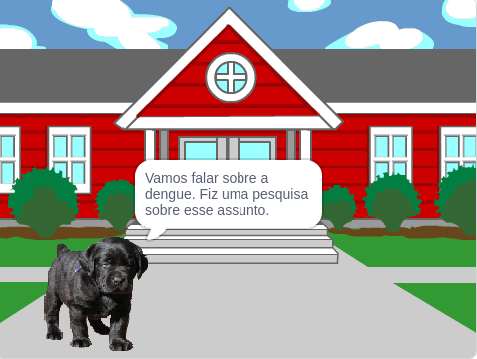 Vamos falar sobre a
dengue. Fiz uma pesquisa
sobre esse assunto.